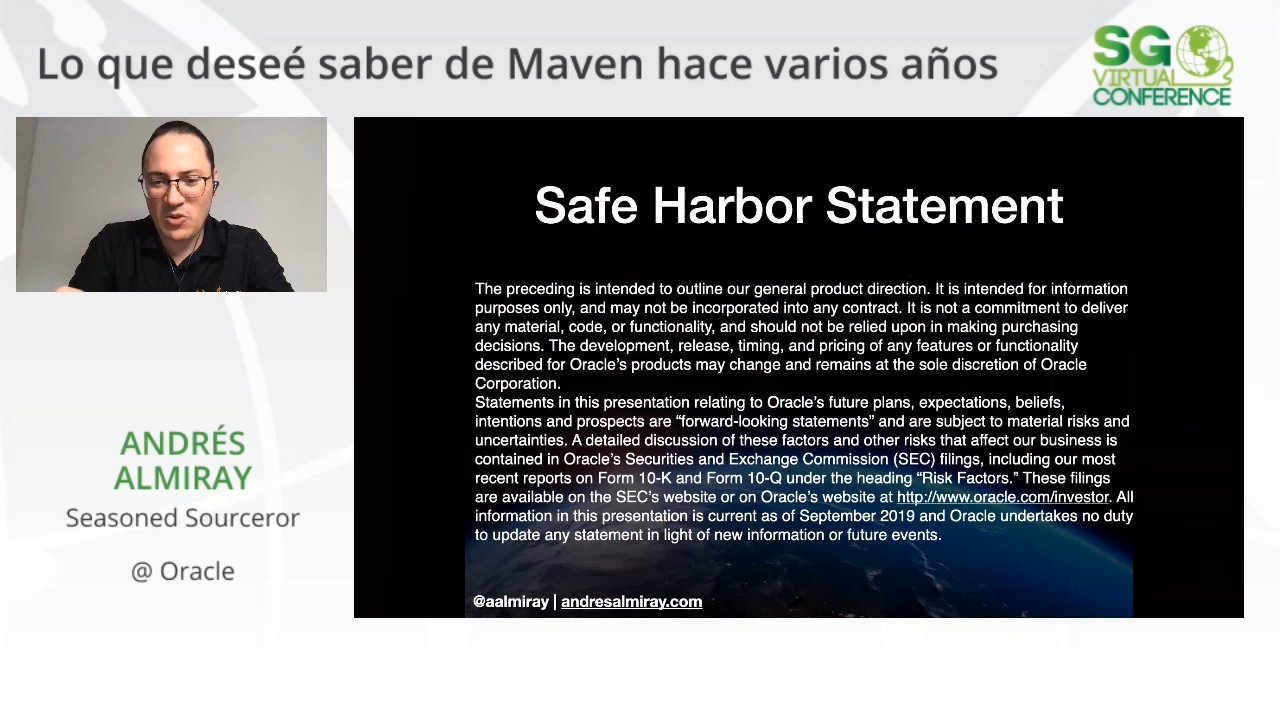 Lo que deseé saber de Maven hace varios años
SG
VIRTUAL
CONFERENCE
Safe Harbor Statement
The preceding is intended to outline our general product direction. It is intended for information
purposes only, and may not be incorporated into any contract. It is not a commitment to deliver
any material, code, or functionality, and should not be relied upon in making purchasing
decisions. The development, release, timing, and pricing of any features or functionality
described for Oracle’s products may change and remains at the sole discretion of Oracle
Corporation.
Statements in this presentation relating to Oracle’s future plans, expectations, beliefs,
intentions and prospects are “forward-looking statements” and are subject to material risks and
uncertainties. A detailed discussion of these factors and other risks that affect our business is
contained in Oracle’s Securities and Exchange Commission (SEC) filings, including our most
recent reports on Form 10-K and Form 10-Q under the heading “Risk Factors.” These filings
are available on the SEC’s website or on Oracle’s website at http://www.oracle.com/investor. All
information in this presentation is current as of September 2019 and Oracle undertakes no duty
to update any statement in light of new information or future events.
@aalmiray | andresalmiray.com
ANDRÉS
ALMIRAY
Seasoned Sourceror
@ Oracle